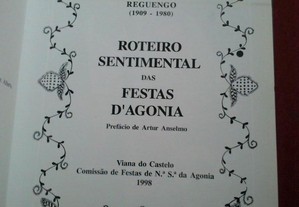 REGUENGO
(1909 - 1980)
ROTEIRO
SENTIMENTAL
DAS
FESTAS
D'AGONIA
Prefácio de Artur Anselmo
Viana do Castelo
Comissão de Festas de N.ª S.ª da Agonia
1998